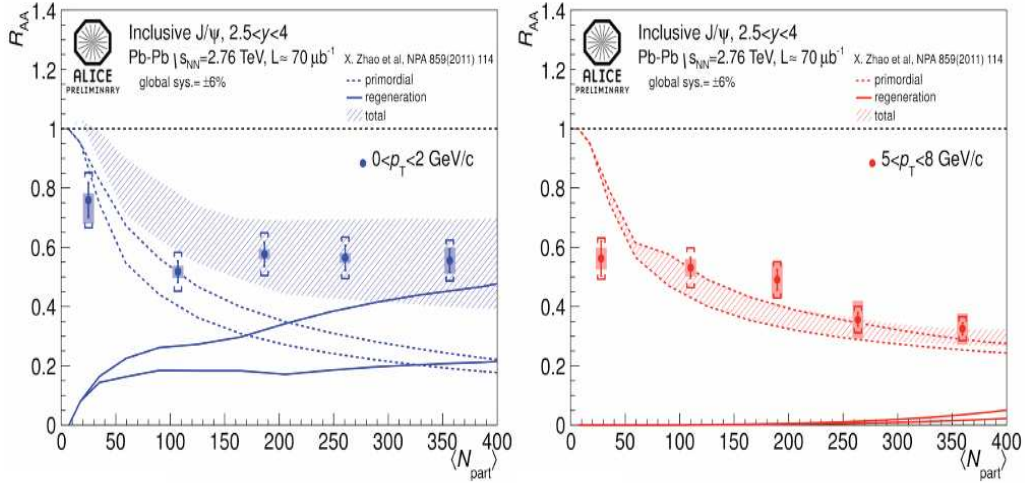 R_AA
1.4
1.2
1
0.8
0.6
0.4
0.2
0
ALICE
PRELIMINARY
Inclusive J/ψ, 2.5<y<4
Pb-Pb √s_NN=2.76 TeV, L≈ 70 μb⁻¹
global sys.= ±6%
X. Zhao et al, NPA 859(2011) 114
primordial
regeneration
total
0<p_T<2 GeV/c
0 50 100 150 200 250 300 350 400
⟨N_part⟩
R_AA
1.4
1.2
1
0.8
0.6
0.4
0.2
0
ALICE
PRELIMINARY
Inclusive J/ψ, 2.5<y<4
Pb-Pb √s_NN=2.76 TeV, L≈ 70 μb⁻¹
global sys.= ±6%
X. Zhao et al, NPA 859(2011) 114
primordial
regeneration
total
5<p_T<8 GeV/c
0 50 100 150 200 250 300 350 400
⟨N_part⟩